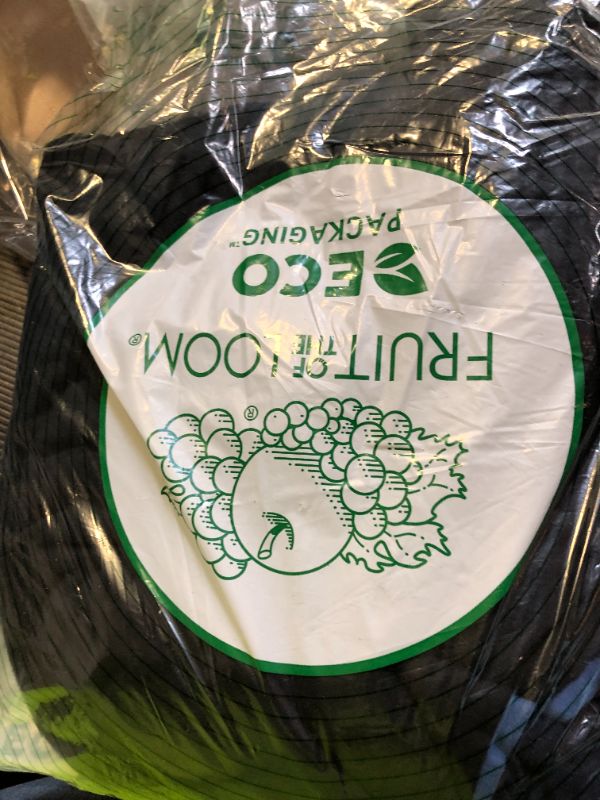 ®
FRUIT OF THE LOOM®
ECO
PACKAGING™